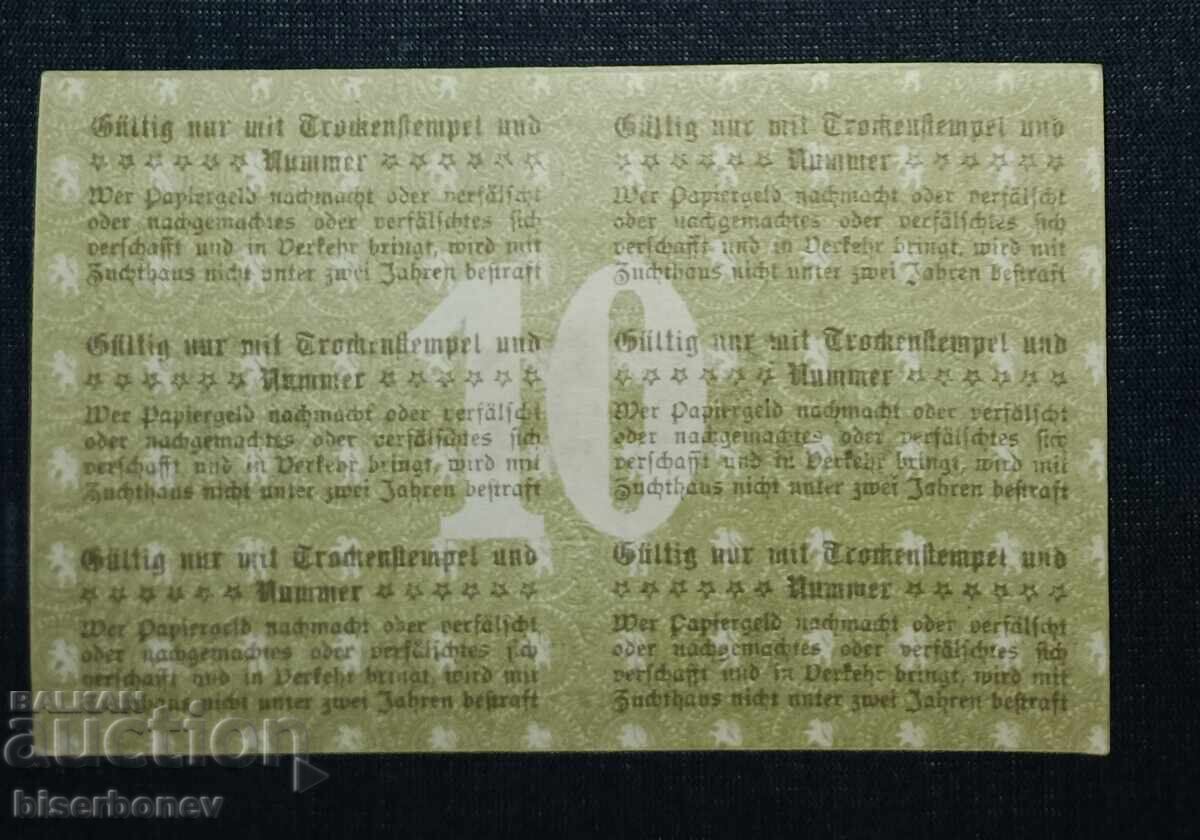 Gültig nur mit Trockenstempel und
☆☆☆☆☆☆ Nummer ☆☆☆☆☆☆
Wer Papiergeld nachmacht oder verfälscht
oder nachgemachtes oder verfälschtes sich
verschafft und in Verkehr bringt, wird mit
Zuchthaus nicht unter zwei Jahren bestraft
Gültig nur mit Trockenstempel und
☆☆☆☆☆☆ Nummer ☆☆☆☆☆☆
Wer Papiergeld nachmacht oder verfälscht
oder nachgemachtes oder verfälschtes sich
verschafft und in Verkehr bringt, wird mit
Zuchthaus nicht unter zwei Jahren bestraft
10
Gültig nur mit Trockenstempel und
☆☆☆☆☆☆ Nummer ☆☆☆☆☆☆
Wer Papiergeld nachmacht oder verfälscht
oder nachgemachtes oder verfälschtes sich
verschafft und in Verkehr bringt, wird mit
Zuchthaus nicht unter zwei Jahren bestraft
Gültig nur mit Trockenstempel und
☆☆☆☆☆☆ Nummer ☆☆☆☆☆☆
Wer Papiergeld nachmacht oder verfälscht
oder nachgemachtes oder verfälschtes sich
verschafft und in Verkehr bringt, wird mit
Zuchthaus nicht unter zwei Jahren bestraft
Gültig nur mit Trockenstempel und
☆☆☆☆☆☆ Nummer ☆☆☆☆☆☆
Wer Papiergeld nachmacht oder verfälscht
oder nachgemachtes oder verfälschtes sich
verschafft und in Verkehr bringt, wird mit
Zuchthaus nicht unter zwei Jahren bestraft
Gültig nur mit Trockenstempel und
☆☆☆☆☆☆ Nummer ☆☆☆☆☆☆
Wer Papiergeld nachmacht oder verfälscht
oder nachgemachtes oder verfälschtes sich
verschafft und in Verkehr bringt, wird mit
Zuchthaus nicht unter zwei Jahren bestraft
BALKAN
auction
biserbonev